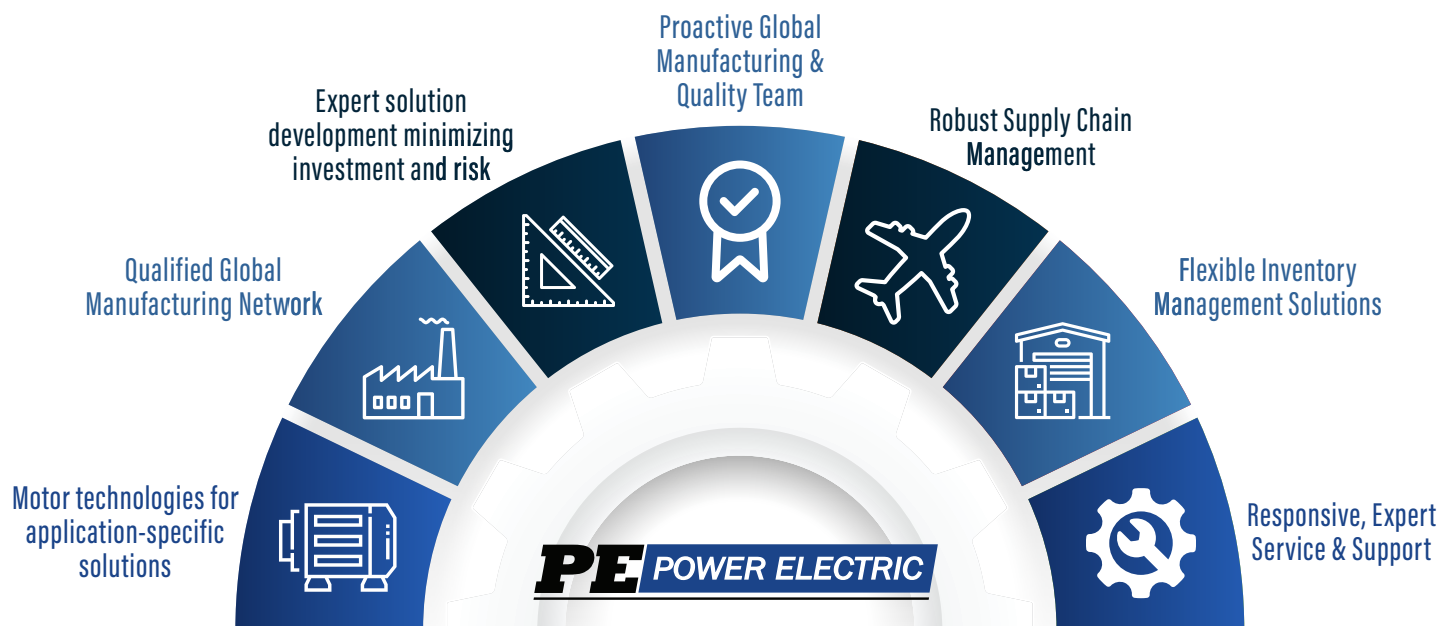 Proactive Global
Manufacturing &
Quality Team
Expert solution
development minimizing
investment and risk
Robust Supply Chain
Management
Qualified Global
Manufacturing Network
Flexible Inventory
Management Solutions
Motor technologies for
application-specific
solutions
Responsive, Expert
Service & Support
PE POWER ELECTRIC